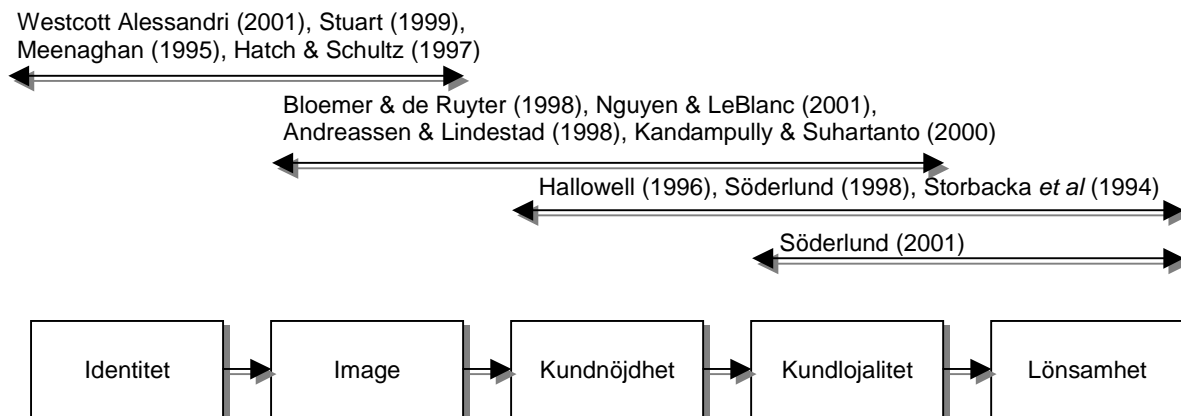 Westcott Alessandri (2001), Stuart (1999),
Meenaghan (1995), Hatch & Schultz (1997)
Bloemer & de Ruyter (1998), Nguyen & LeBlanc (2001),
Andreassen & Lindestad (1998), Kandampully & Suhartanto (2000)
Hallowell (1996), Söderlund (1998), Storbacka et al (1994)
Söderlund (2001)
Identitet
Image
Kundnöjdhet
Kundlojalitet
Lönsamhet